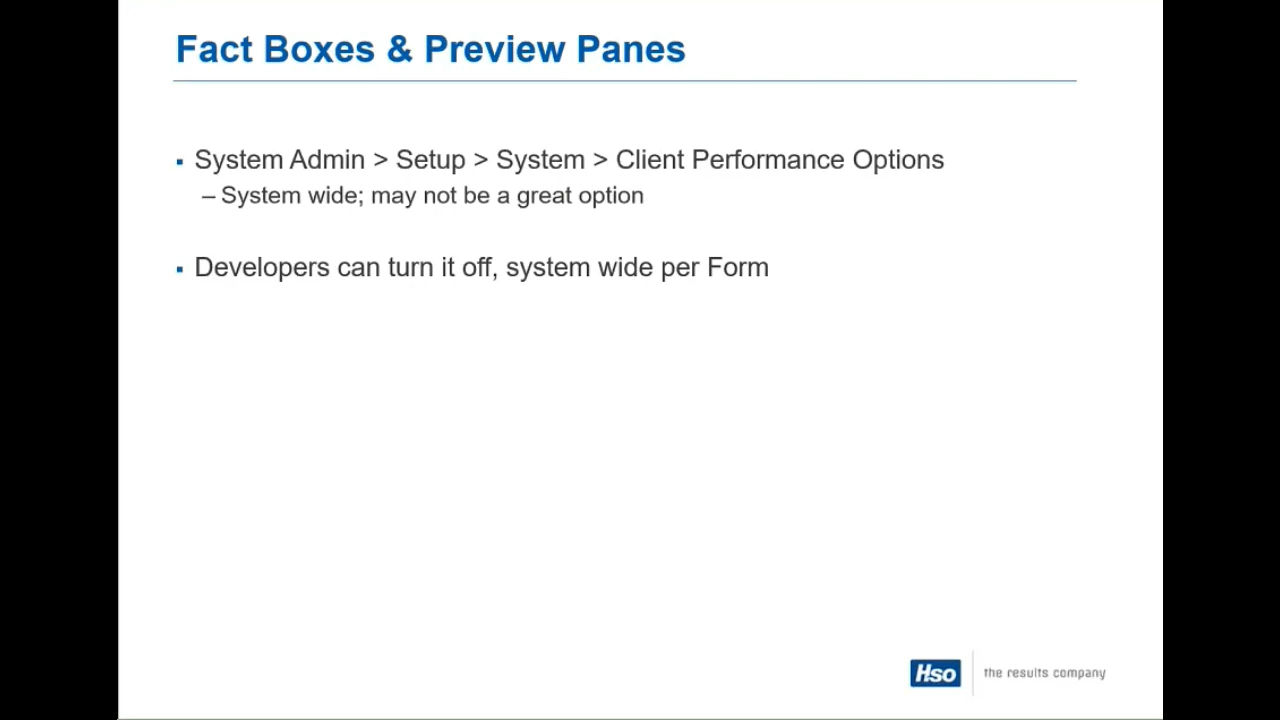 Fact Boxes & Preview Panes
▪ System Admin > Setup > System > Client Performance Options
– System wide; may not be a great option
▪ Developers can turn it off, system wide per Form
Hso
the results company